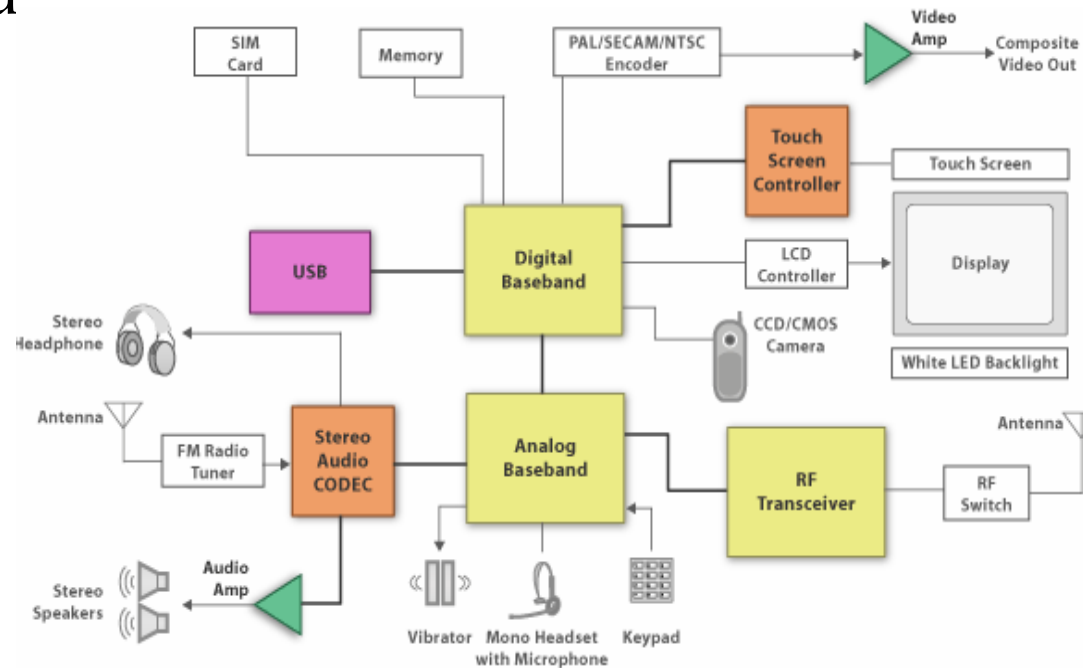 SIM
Card
Memory
PAL/SECAM/NTSC
Encoder
Video
Amp
Composite
Video Out
Touch
Screen
Controller
Touch Screen
USB
Digital
Baseband
LCD
Controller
Display
Stereo
Headphone
CCD/CMOS
Camera
White LED Backlight
Antenna
FM Radio
Tuner
Stereo
Audio
CODEC
Analog
Baseband
RF
Transceiver
RF
Switch
Antenna
Stereo
Speakers
Audio
Amp
Vibrator
Mono Headset
with Microphone
Keypad